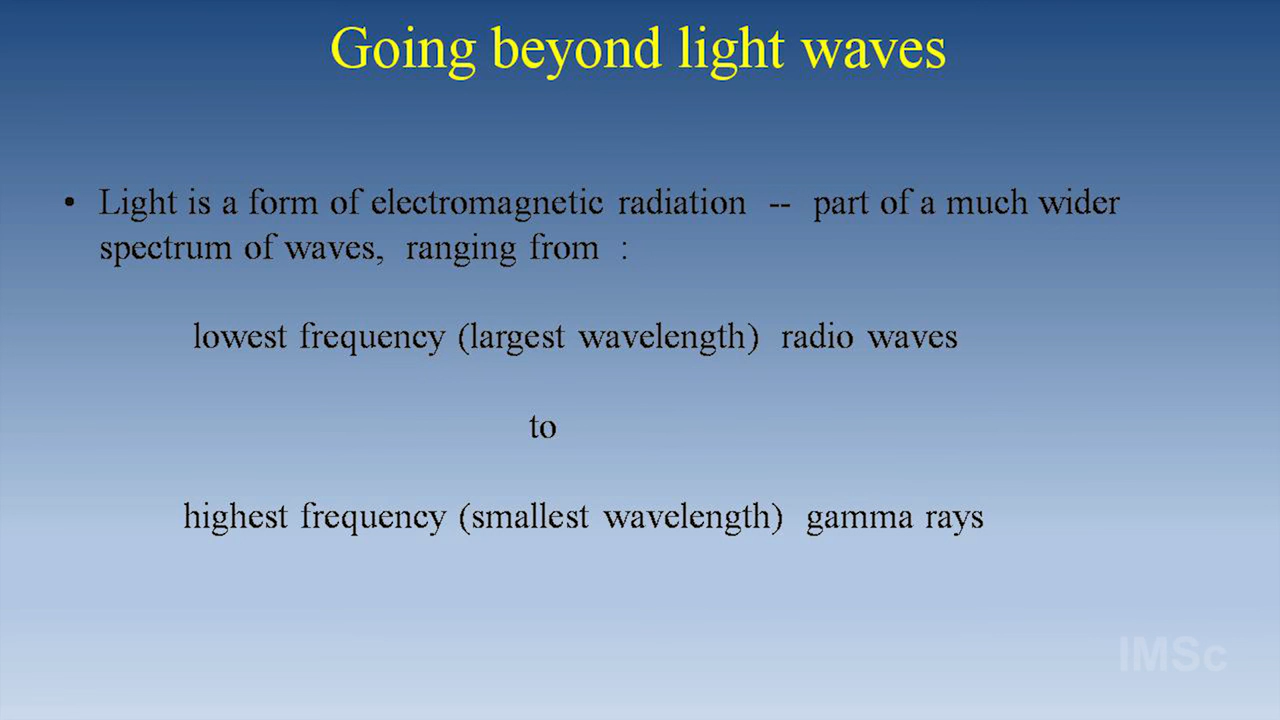 Going beyond light waves
• Light is a form of electromagnetic radiation -- part of a much wider
spectrum of waves, ranging from :
lowest frequency (largest wavelength) radio waves
to
highest frequency (smallest wavelength) gamma rays
IMSc